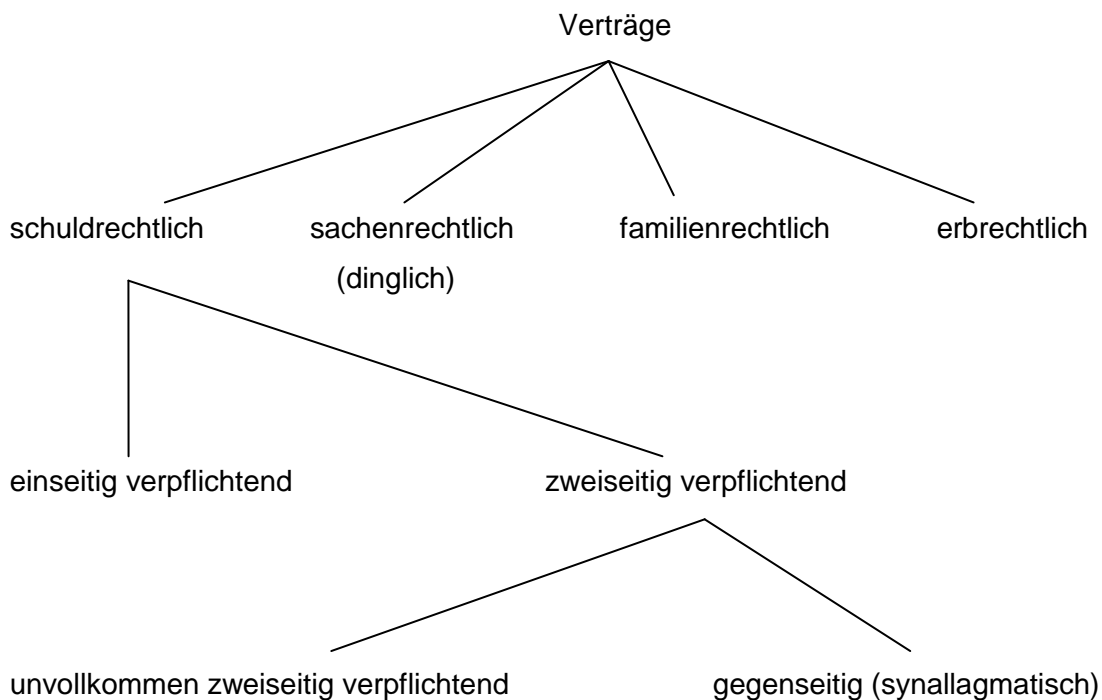 Verträge
schuldrechtlich sachenrechtlich familienrechtlich erbrechtlich
(dinglich)
einseitig verpflichtend zweiseitig verpflichtend
unvollkommen zweiseitig verpflichtend gegenseitig (synallagmatisch)